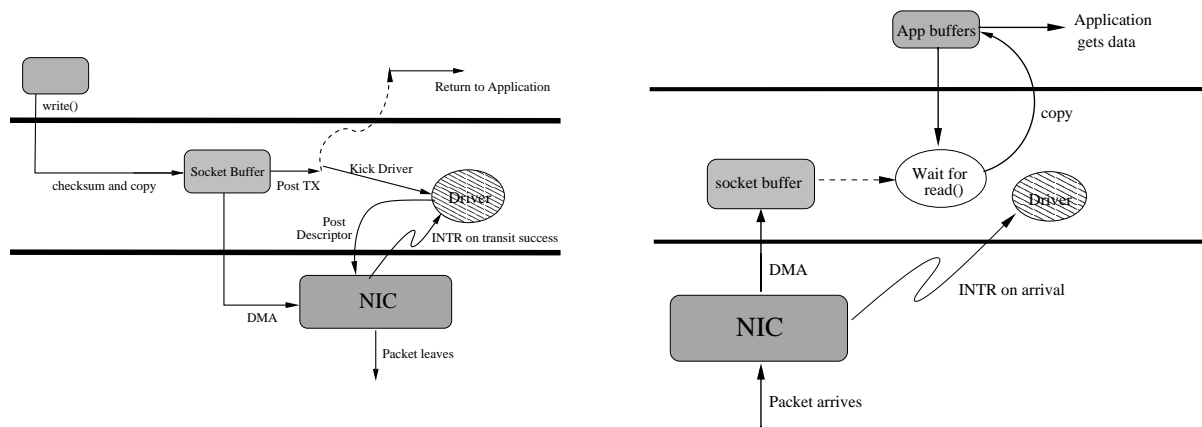 write()
Return to Application
checksum and copy
Socket Buffer
Post TX
Kick Driver
Driver
Post
Descriptor
INTR on transit success
NIC
DMA
Packet leaves
App buffers
Application
gets data
copy
Wait for
read()
socket buffer
Driver
DMA
INTR on arrival
NIC
Packet arrives